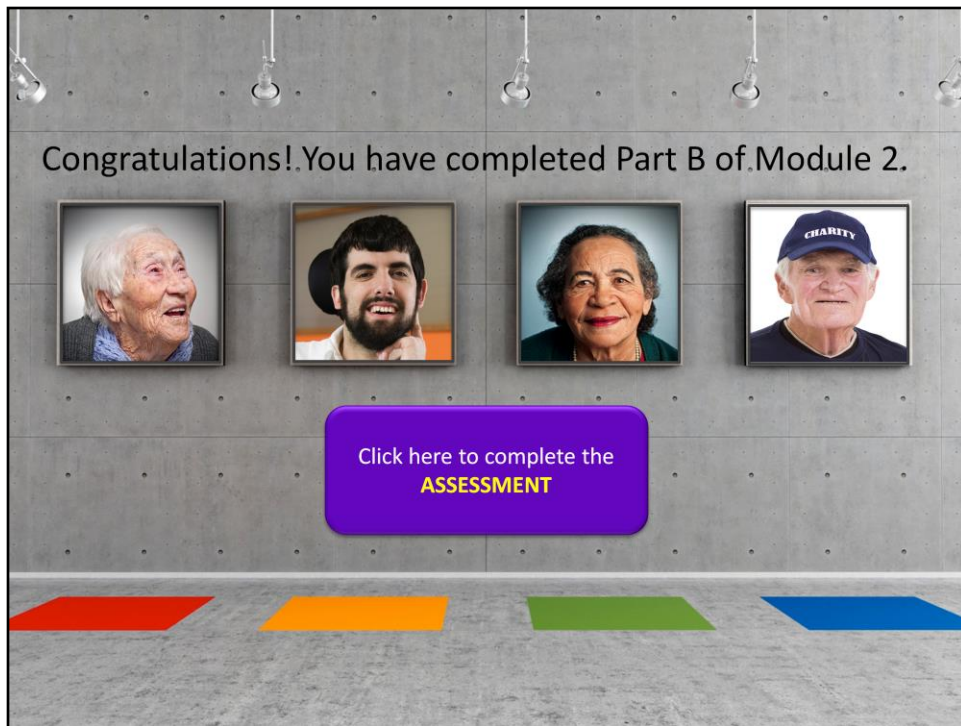 Congratulations! You have completed Part B of Module 2.
CHARITY
Click here to complete the
ASSESSMENT